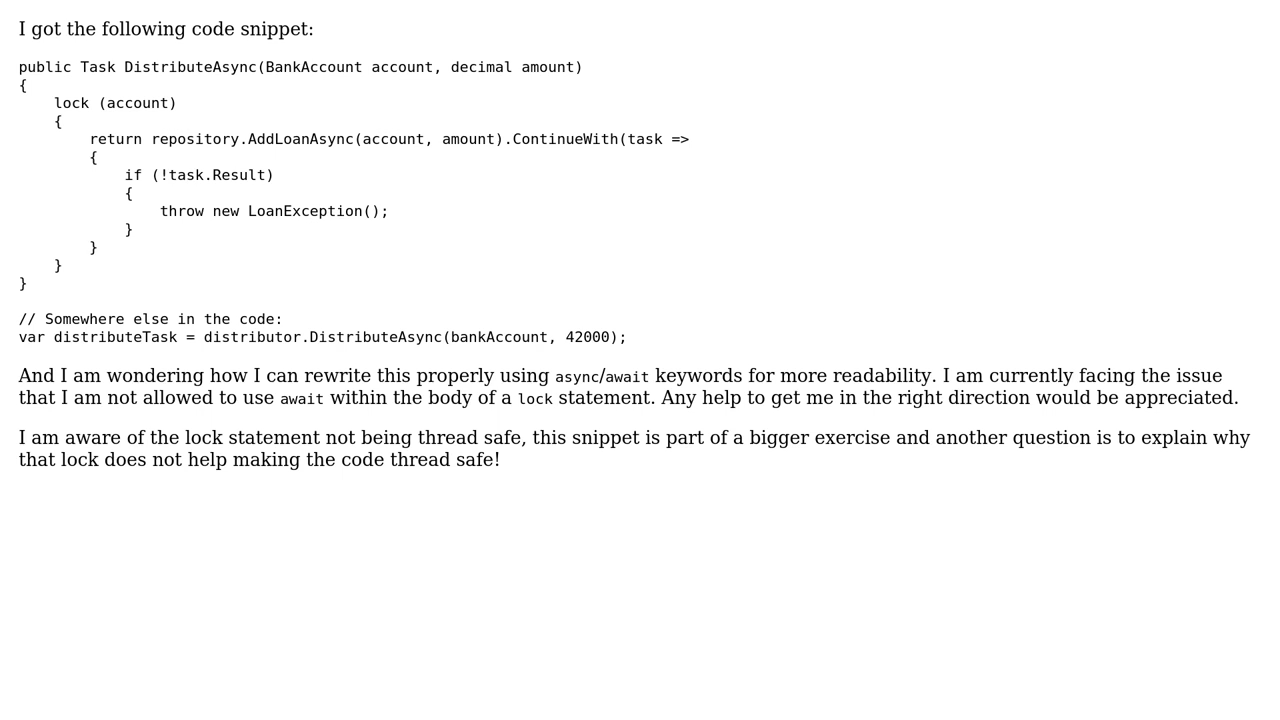 I got the following code snippet:
public Task DistributeAsync(BankAccount account, decimal amount)
{
    lock (account)
    {
        return repository.AddLoanAsync(account, amount).ContinueWith(task =>
        {
            if (!task.Result)
            {
                throw new LoanException();
            }
        }
    }
}

// Somewhere else in the code:
var distributeTask = distributor.DistributeAsync(bankAccount, 42000);
And I am wondering how I can rewrite this properly using async/await keywords for more readability. I am currently facing the issue
that I am not allowed to use await within the body of a lock statement. Any help to get me in the right direction would be appreciated.
I am aware of the lock statement not being thread safe, this snippet is part of a bigger exercise and another question is to explain why
that lock does not help making the code thread safe!